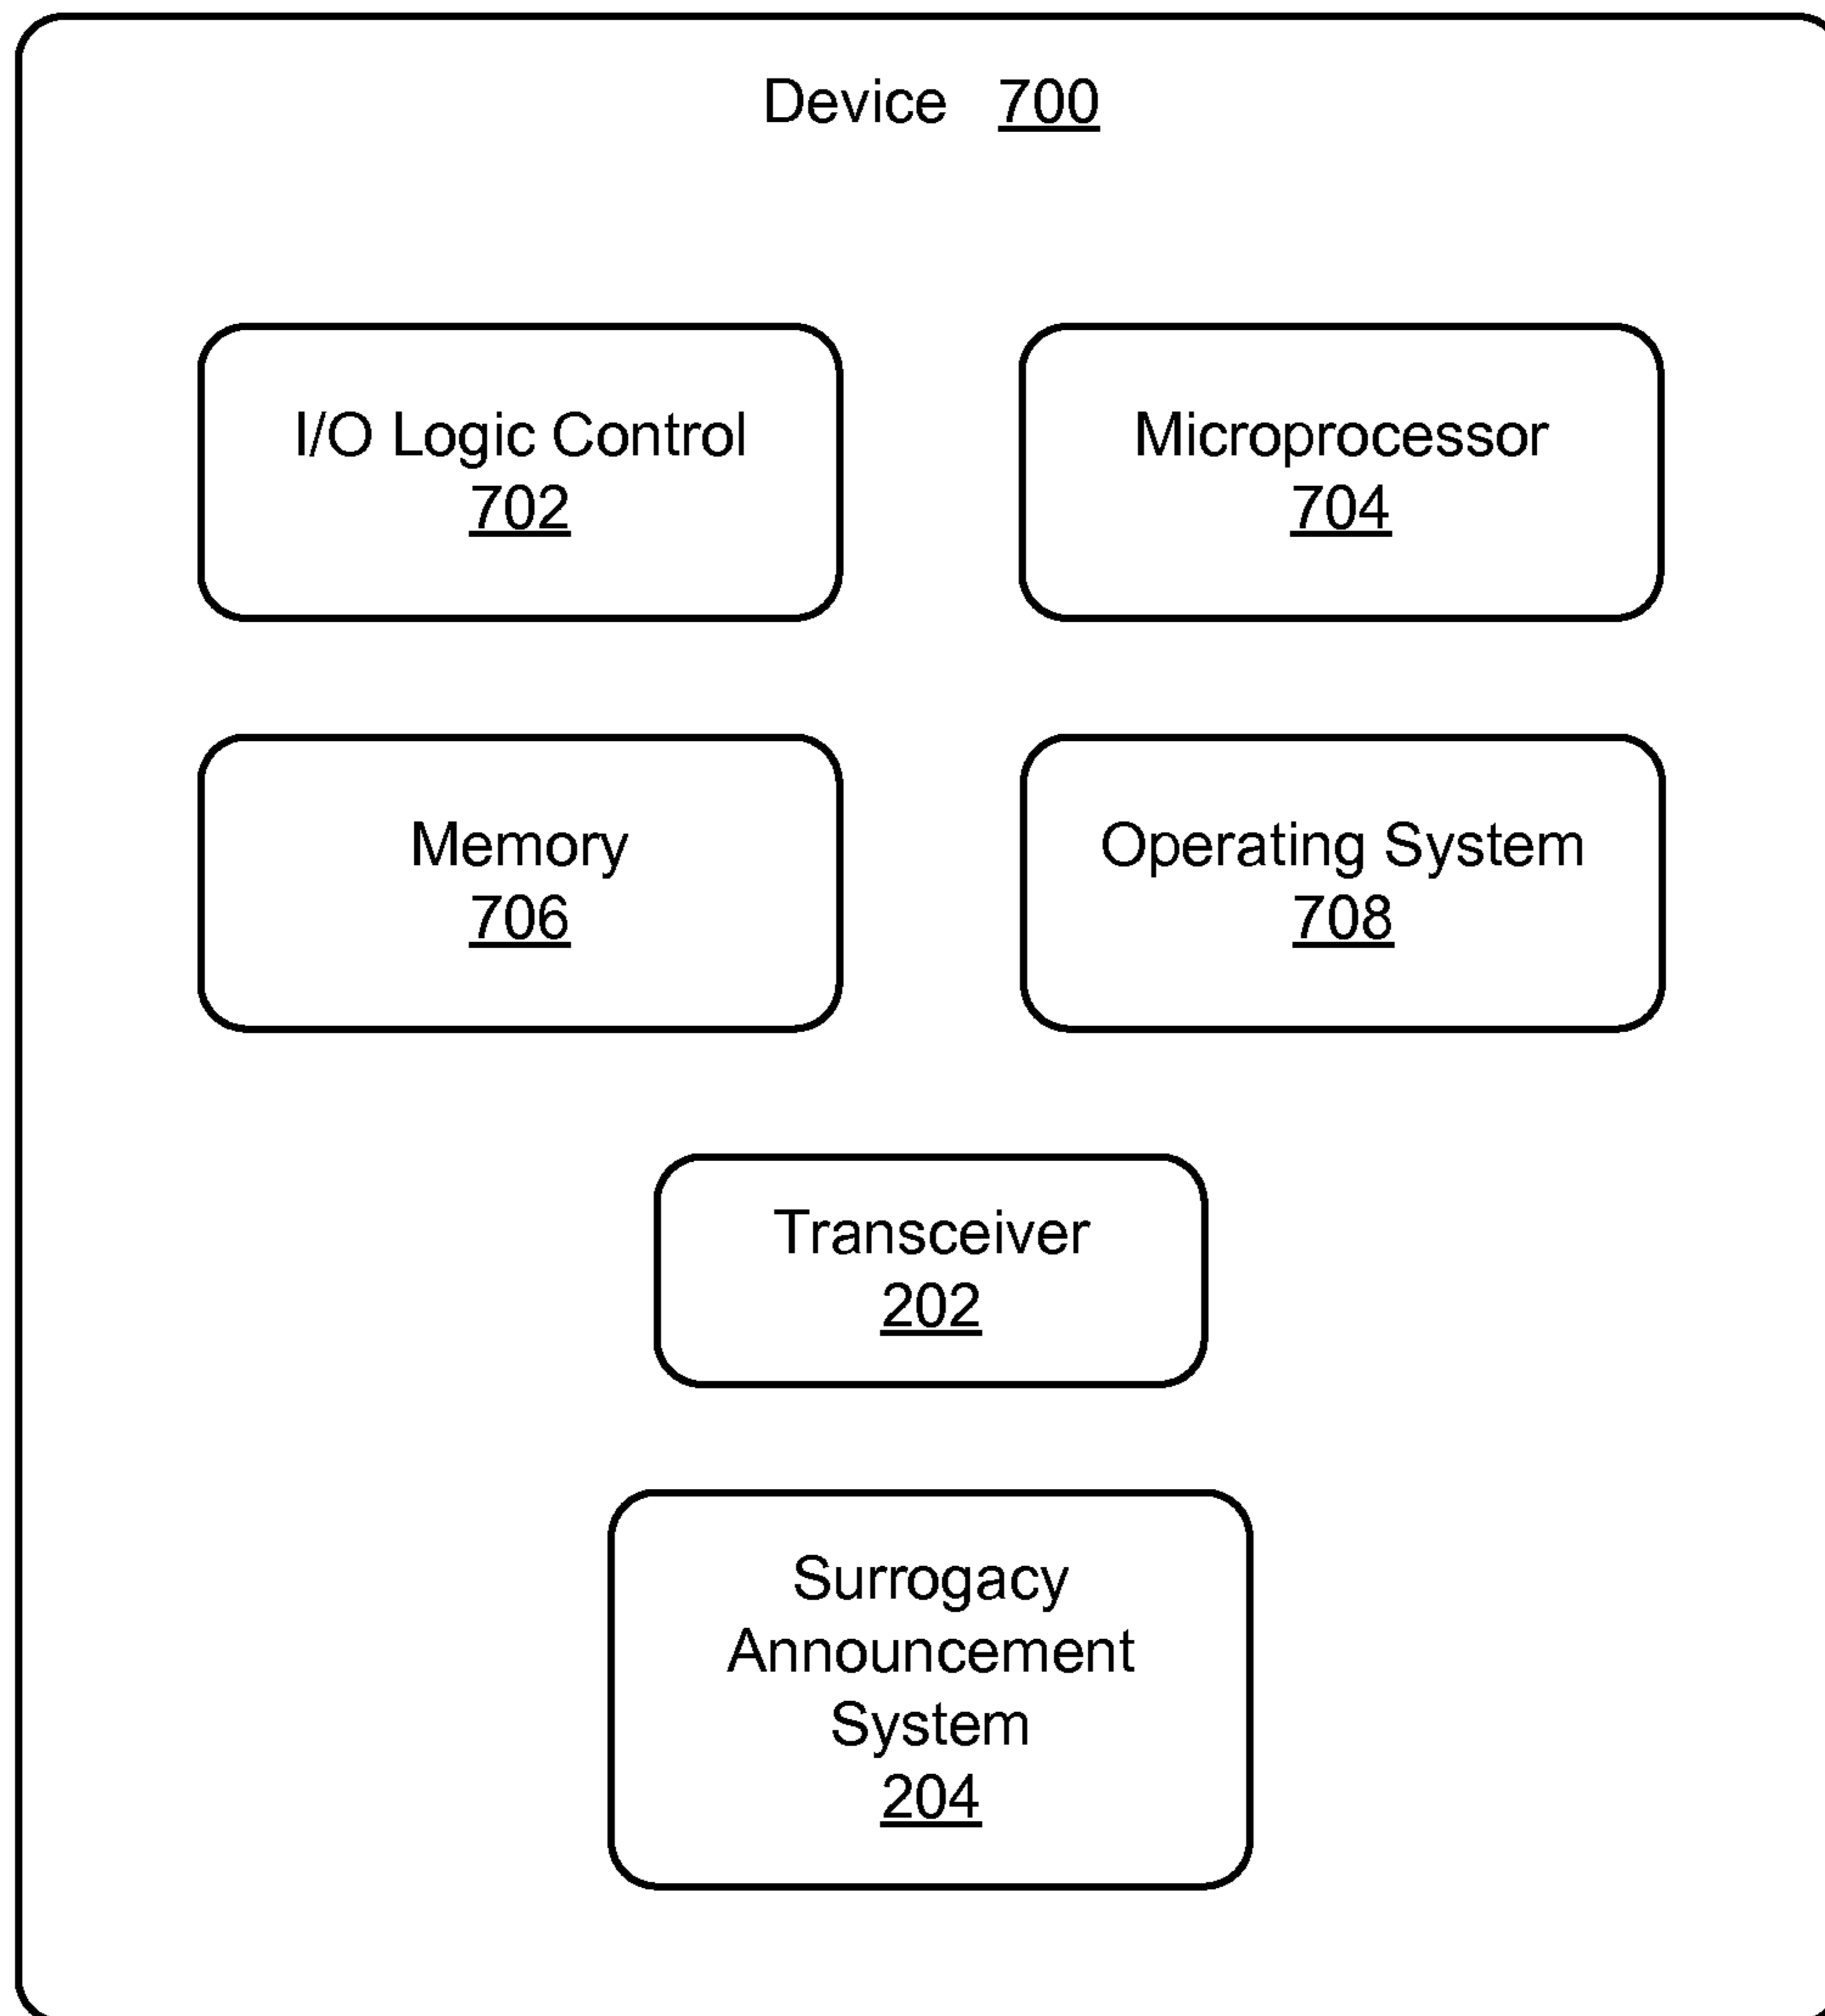 Device 700
I/O Logic Control
702
Microprocessor
704
Memory
706
Operating System
708
Transceiver
202
Surrogacy
Announcement
System
204